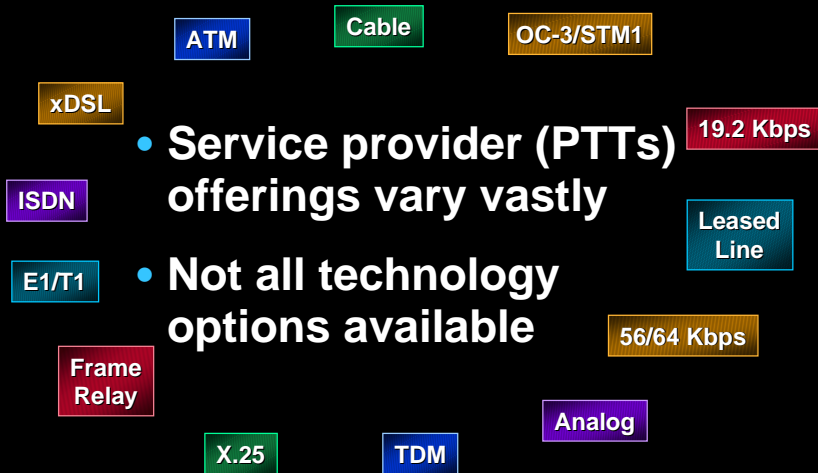 ATM
Cable
OC-3/STM1
xDSL
19.2 Kbps
• Service provider (PTTs)
offerings vary vastly
ISDN
Leased
Line
E1/T1
• Not all technology
options available
56/64 Kbps
Frame
Relay
Analog
X.25
TDM